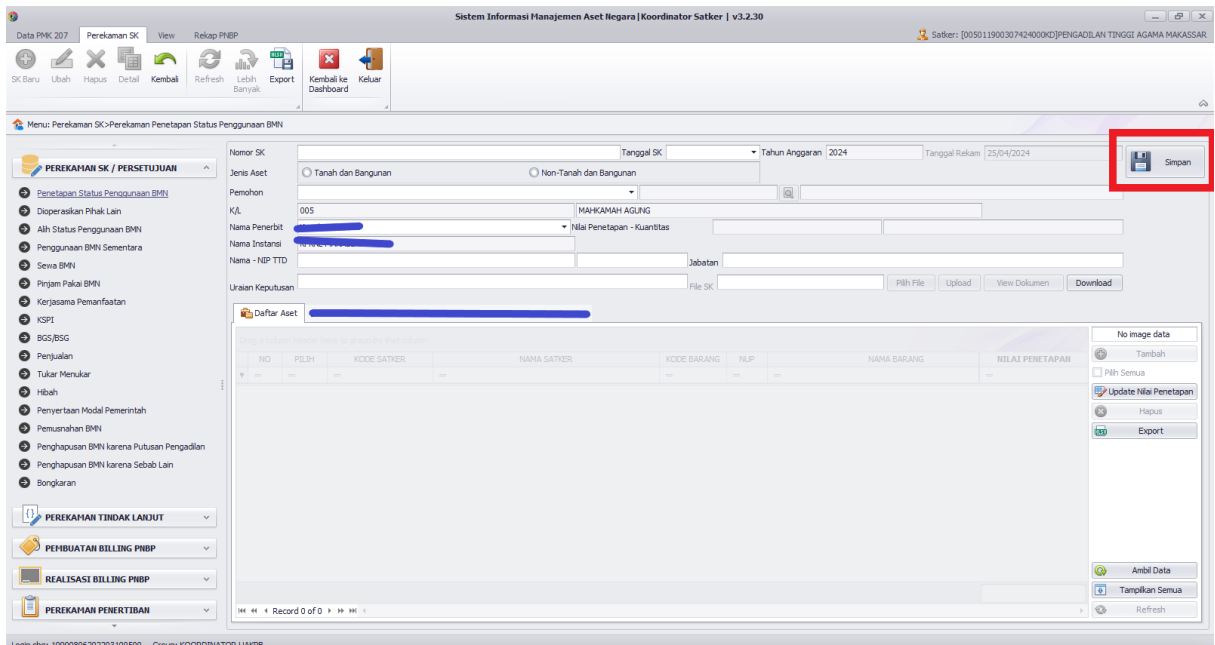 Sistem Informasi Manajemen Aset Negara|Koordinator Satker | v3.2.30
Data PMK 207 Perekaman SK View Rekap PNBP
Satker: [005011900307424000KD]PENGADILAN TINGGI AGAMA MAKASSAR
SK Baru Ubah Hapus Detail Kembali Refresh Lebih Banyak Export Kembali ke Dashboard Keluar
Menu: Perekaman SK>Perekaman Penetapan Status Penggunaan BMN
PEREKAMAN SK / PERSETUJUAN
Penetapan Status Penggunaan BMN
Dioperasikan Pihak Lain
Alih Status Penggunaan BMN
Penggunaan BMN Sementara
Sewa BMN
Pinjam Pakai BMN
Kerjasama Pemanfaatan
KSPI
BGS/BSG
Penjualan
Tukar Menukar
Hibah
Penyertaan Modal Pemerintah
Pemusnahan BMN
Penghapusan BMN karena Putusan Pengadilan
Penghapusan BMN karena Sebab Lain
Bongkaran
PEREKAMAN TINDAK LANJUT
PEMBUATAN BILLING PNBP
REALISASI BILLING PNBP
PEREKAMAN PENERTIBAN
Nomor SK Tanggal SK Tahun Anggaran 2024 Tanggal Rekam 25/04/2024
Simpan
Jenis Aset Tanah dan Bangunan Non-Tanah dan Bangunan
Pemohon
K/L 005 MAHKAMAH AGUNG
Nama Penerbit Nilai Penetapan - Kuantitas
Nama Instansi
Nama - NIP TTD Jabatan
Uraian Keputusan File SK Pilih File Upload View Dokumen Download
Daftar Aset
Drag a column header here to group by that column
NO PILIH KODE SATKER NAMA SATKER KODE BARANG NUP NAMA BARANG NILAI PENETAPAN
No image data
Tambah
Pilih Semua
Update Nilai Penetapan
Hapus
Export
Ambil Data
Tampilkan Semua
Refresh
Record 0 of 0